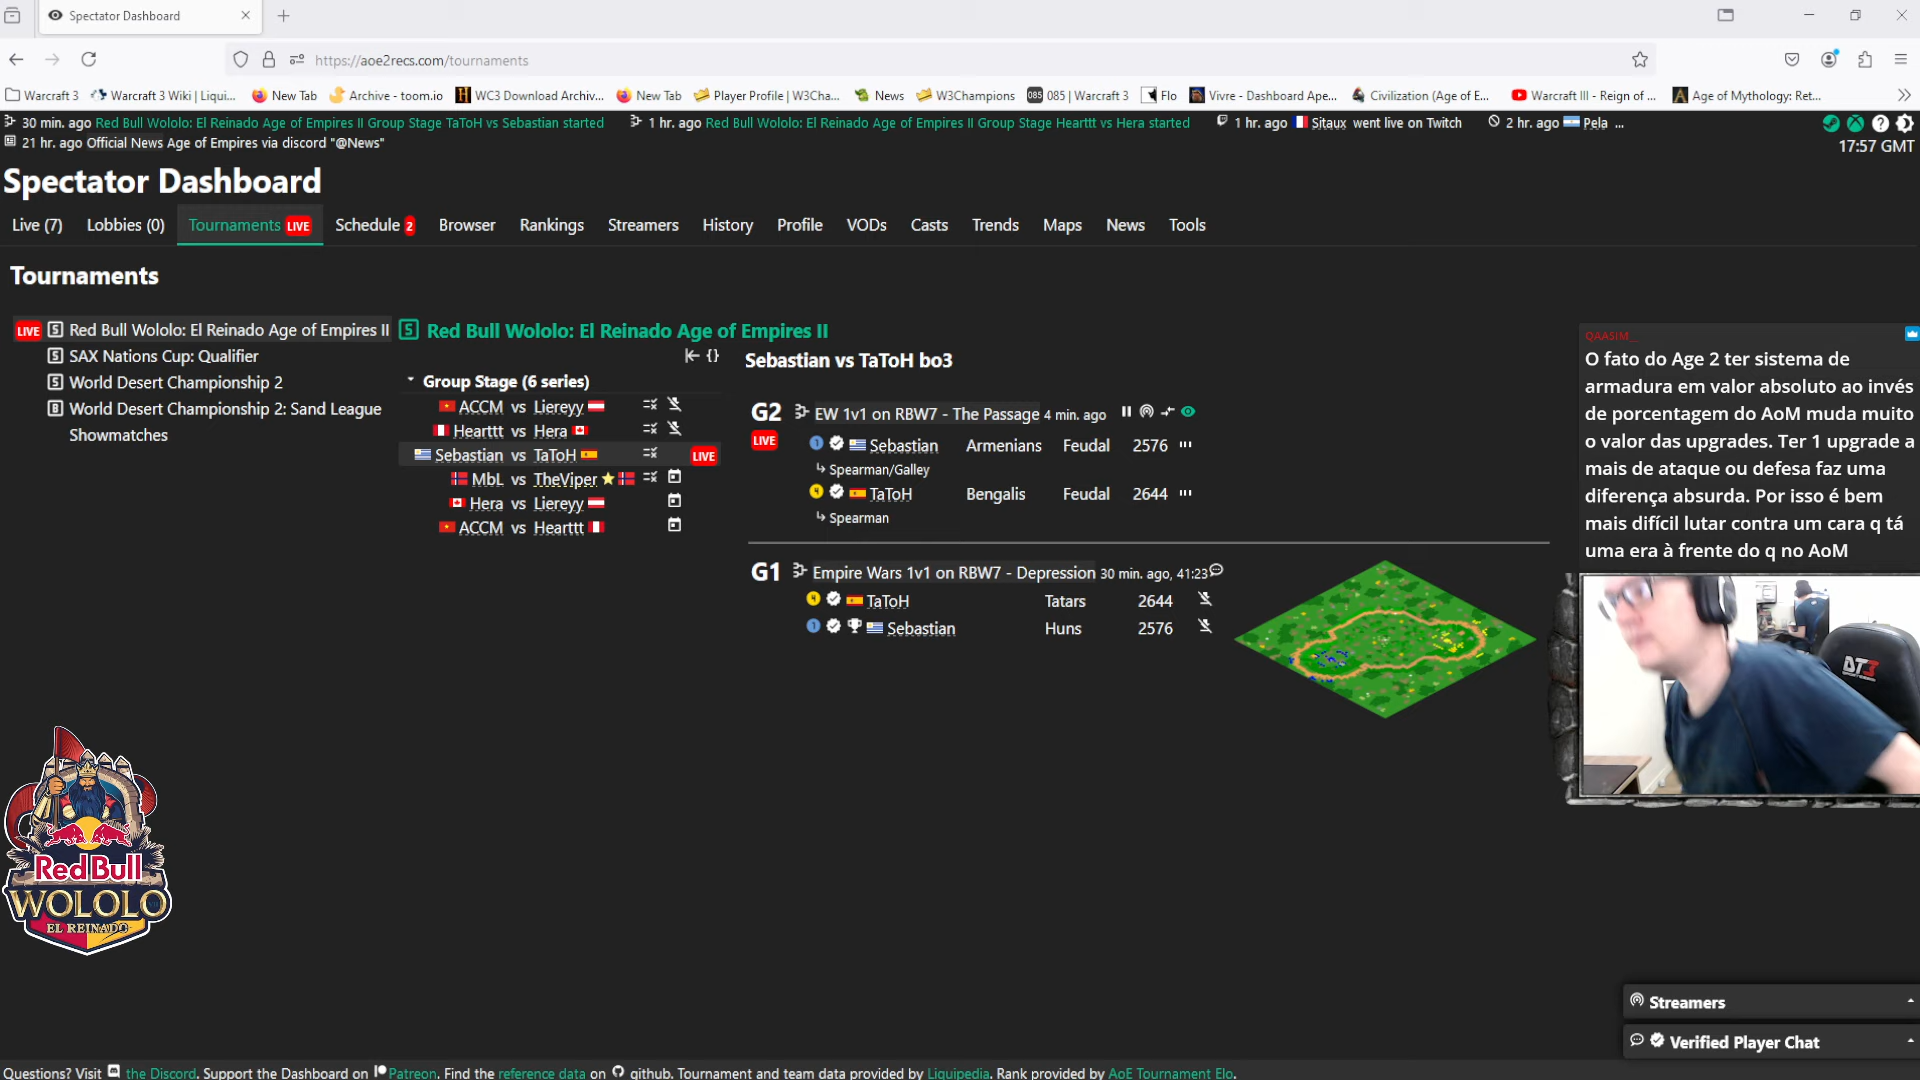 Spectator Dashboard
https://aoe2recs.com/tournaments
Warcraft 3
Warcraft 3 Wiki | Liqui...
New Tab
Archive - toom.io
WC3 Download Archiv...
New Tab
Player Profile | W3Cha...
News
W3Champions
085 | Warcraft 3
Flo
Vivre - Dashboard Ape...
Civilization (Age of E...
Warcraft III - Reign of ...
Age of Mythology: Ret...
30 min. ago Red Bull Wololo: El Reinado Age of Empires II Group Stage TaToH vs Sebastian started
1 hr. ago Red Bull Wololo: El Reinado Age of Empires II Group Stage Hearttt vs Hera started
1 hr. ago Sitaux went live on Twitch
2 hr. ago Pela ...
21 hr. ago Official News Age of Empires via discord "@News"
17:57 GMT
Spectator Dashboard
Live (7)
Lobbies (0)
Tournaments LIVE
Schedule 2
Browser
Rankings
Streamers
History
Profile
VODs
Casts
Trends
Maps
News
Tools
Tournaments
LIVE S Red Bull Wololo: El Reinado Age of Empires II
S SAX Nations Cup: Qualifier
S World Desert Championship 2
B World Desert Championship 2: Sand League
Showmatches
S Red Bull Wololo: El Reinado Age of Empires II
{}
Group Stage (6 series)
ACCM vs Liereyy
Hearttt vs Hera
Sebastian vs TaToH LIVE
MbL vs TheViper
Hera vs Liereyy
ACCM vs Hearttt
Sebastian vs TaToH bo3
G2 EW 1v1 on RBW7 - The Passage 4 min. ago
LIVE
1 Sebastian Armenians Feudal 2576
Spearman/Galley
4 TaToH Bengalis Feudal 2644
Spearman
G1 Empire Wars 1v1 on RBW7 - Depression 30 min. ago, 41:23
4 TaToH Tatars 2644
1 Sebastian Huns 2576
QAASIM_
O fato do Age 2 ter sistema de
armadura em valor absoluto ao invés
de porcentagem do AoM muda muito
o valor das upgrades. Ter 1 upgrade a
mais de ataque ou defesa faz uma
diferença absurda. Por isso é bem
mais difícil lutar contra um cara q tá
uma era à frente do q no AoM
DT3
Red Bull
WOLOLO
EL REINADO
Streamers
Verified Player Chat
Questions? Visit the Discord. Support the Dashboard on Patreon. Find the reference data on github. Tournament and team data provided by Liquipedia. Rank provided by AoE Tournament Elo.